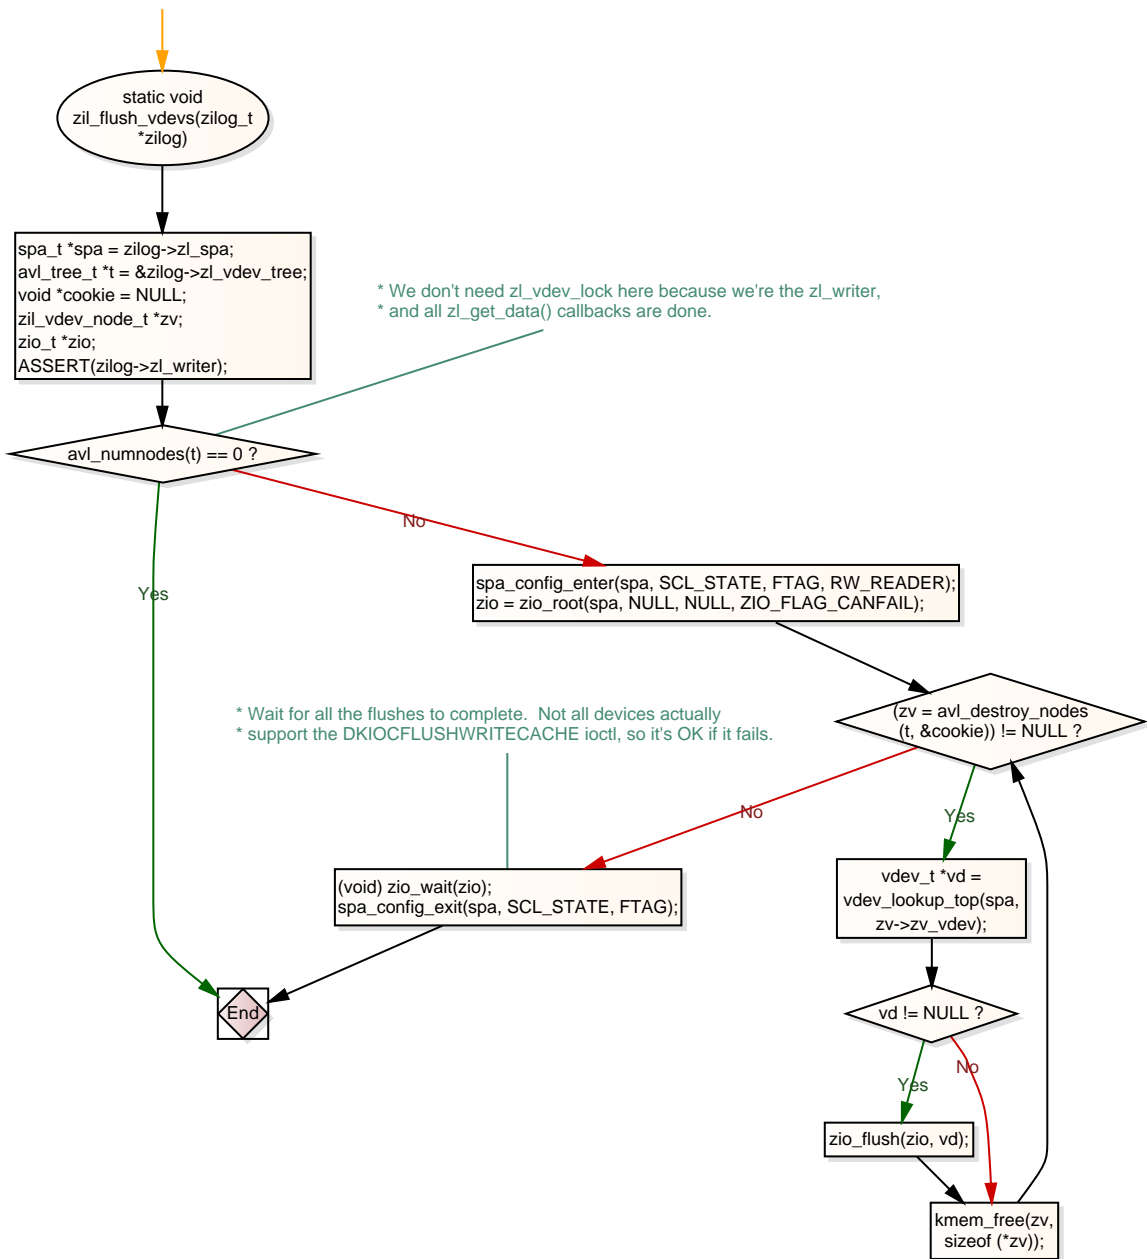 static void
zil_flush_vdevs(zilog_t
*zilog)
spa_t *spa = zilog->zl_spa;
avl_tree_t *t = &zilog->zl_vdev_tree;
void *cookie = NULL;
zil_vdev_node_t *zv;
zio_t *zio;
ASSERT(zilog->zl_writer);
* We don't need zl_vdev_lock here because we're the zl_writer,
* and all zl_get_data() callbacks are done.
avl_numnodes(t) == 0 ?
No
Yes
spa_config_enter(spa, SCL_STATE, FTAG, RW_READER);
zio = zio_root(spa, NULL, NULL, ZIO_FLAG_CANFAIL);
(zv = avl_destroy_nodes
(t, &cookie)) != NULL ?
* Wait for all the flushes to complete.  Not all devices actually
* support the DKIOCFLUSHWRITECACHE ioctl, so it's OK if it fails.
No
Yes
(void) zio_wait(zio);
spa_config_exit(spa, SCL_STATE, FTAG);
vdev_t *vd =
vdev_lookup_top(spa,
zv->zv_vdev);
End
vd != NULL ?
No
Yes
zio_flush(zio, vd);
kmem_free(zv,
sizeof (*zv));